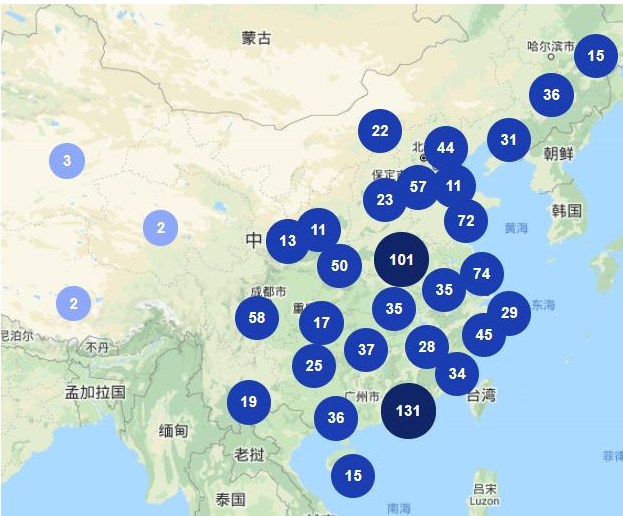 蒙古
哈尔滨市
15
36
22
31
44
北
朝鲜
3
保定市
57
11
23
韩国
72
2
黄海
11
中
13
50
101
74
成都市
35
2
29
东海
35
58
重庆
17
45
尼泊尔
不丹
37
28
25
34
孟加拉国
广州市
台湾
19
131
36
缅甸
老挝
菲律
15
吕宋
Luzon
泰国
南海